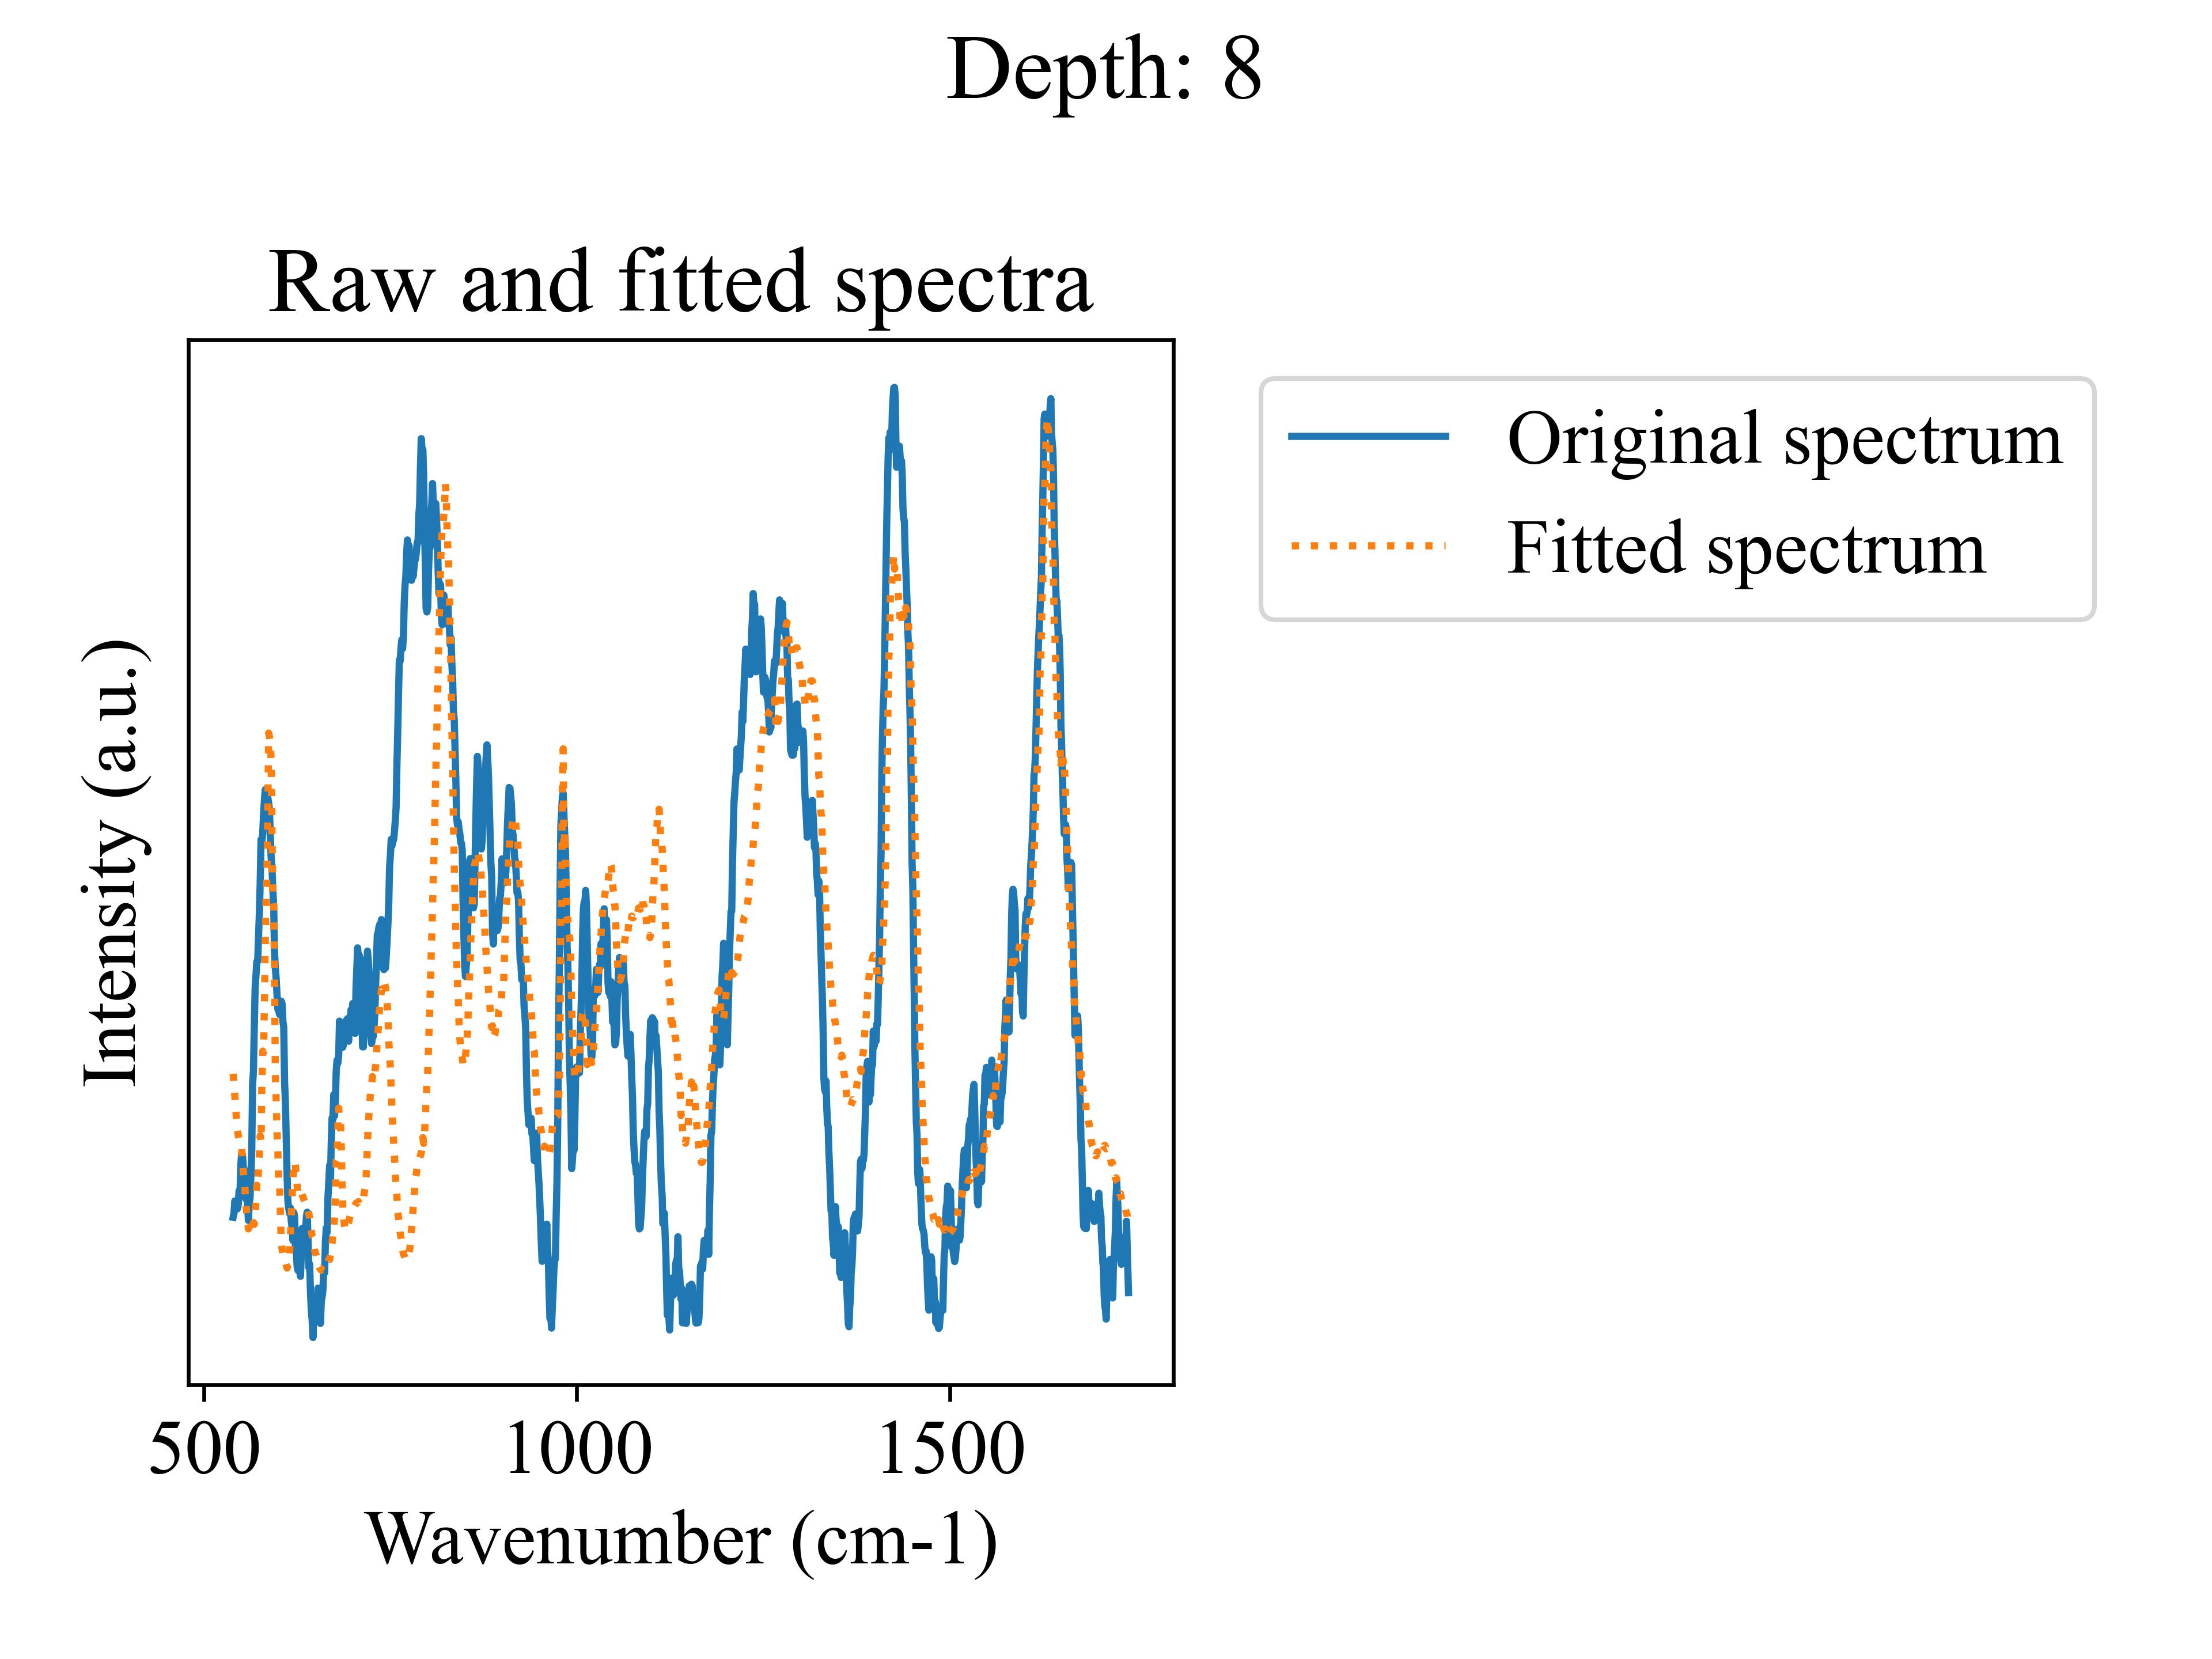 Depth: 8
Raw and fitted spectra
Original spectrum
Fitted spectrum
Intensity (a.u.)
500 1000 1500
Wavenumber (cm-1)